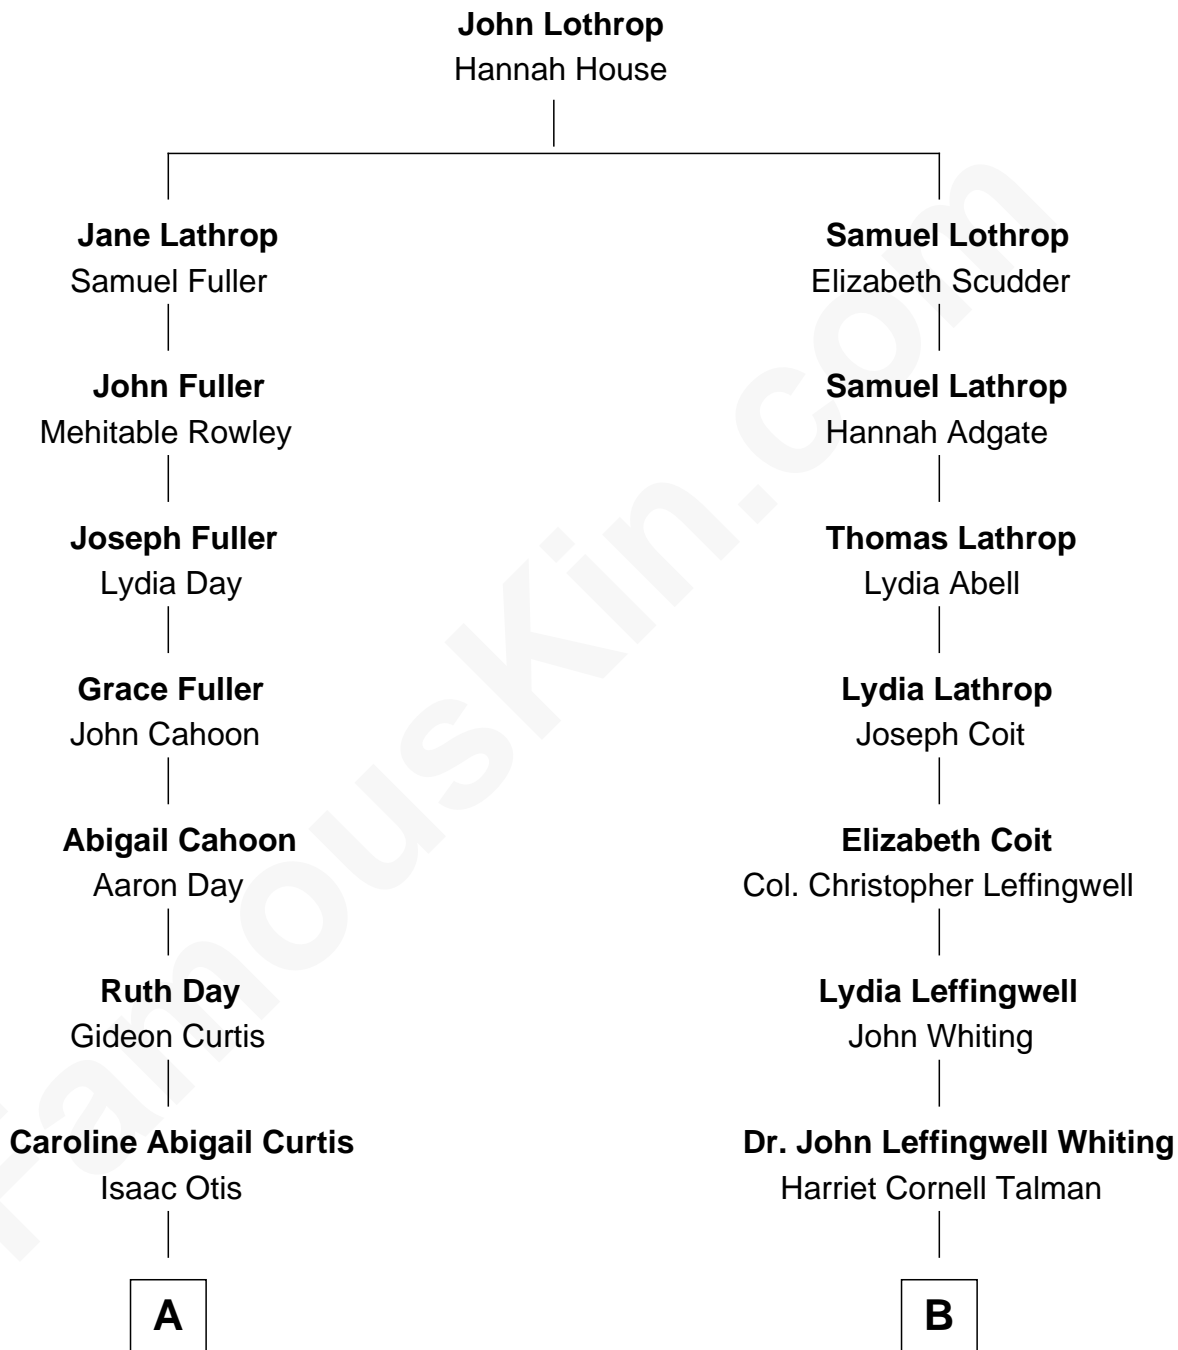 John Lothrop
Hannah House
Jane Lathrop
Samuel Fuller
Samuel Lothrop
Elizabeth Scudder
John Fuller
Mehitable Rowley
Samuel Lathrop
Hannah Adgate
Joseph Fuller
Lydia Day
Thomas Lathrop
Lydia Abell
Grace Fuller
John Cahoon
Lydia Lathrop
Joseph Coit
Abigail Cahoon
Aaron Day
Elizabeth Coit
Col. Christopher Leffingwell
Ruth Day
Gideon Curtis
Lydia Leffingwell
John Whiting
Caroline Abigail Curtis
Isaac Otis
Dr. John Leffingwell Whiting
Harriet Cornell Talman
A
B
FamousKin.com